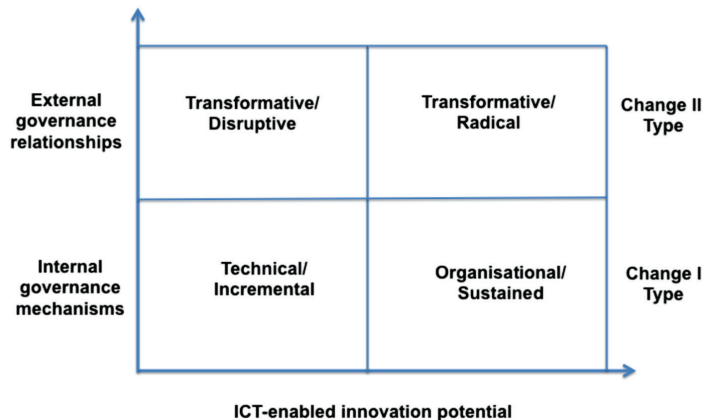 External
governance
relationships
Transformative/
Disruptive
Transformative/
Radical
Change II
Type
Internal
governance
mechanisms
Technical/
Incremental
Organisational/
Sustained
Change I
Type
ICT-enabled innovation potential